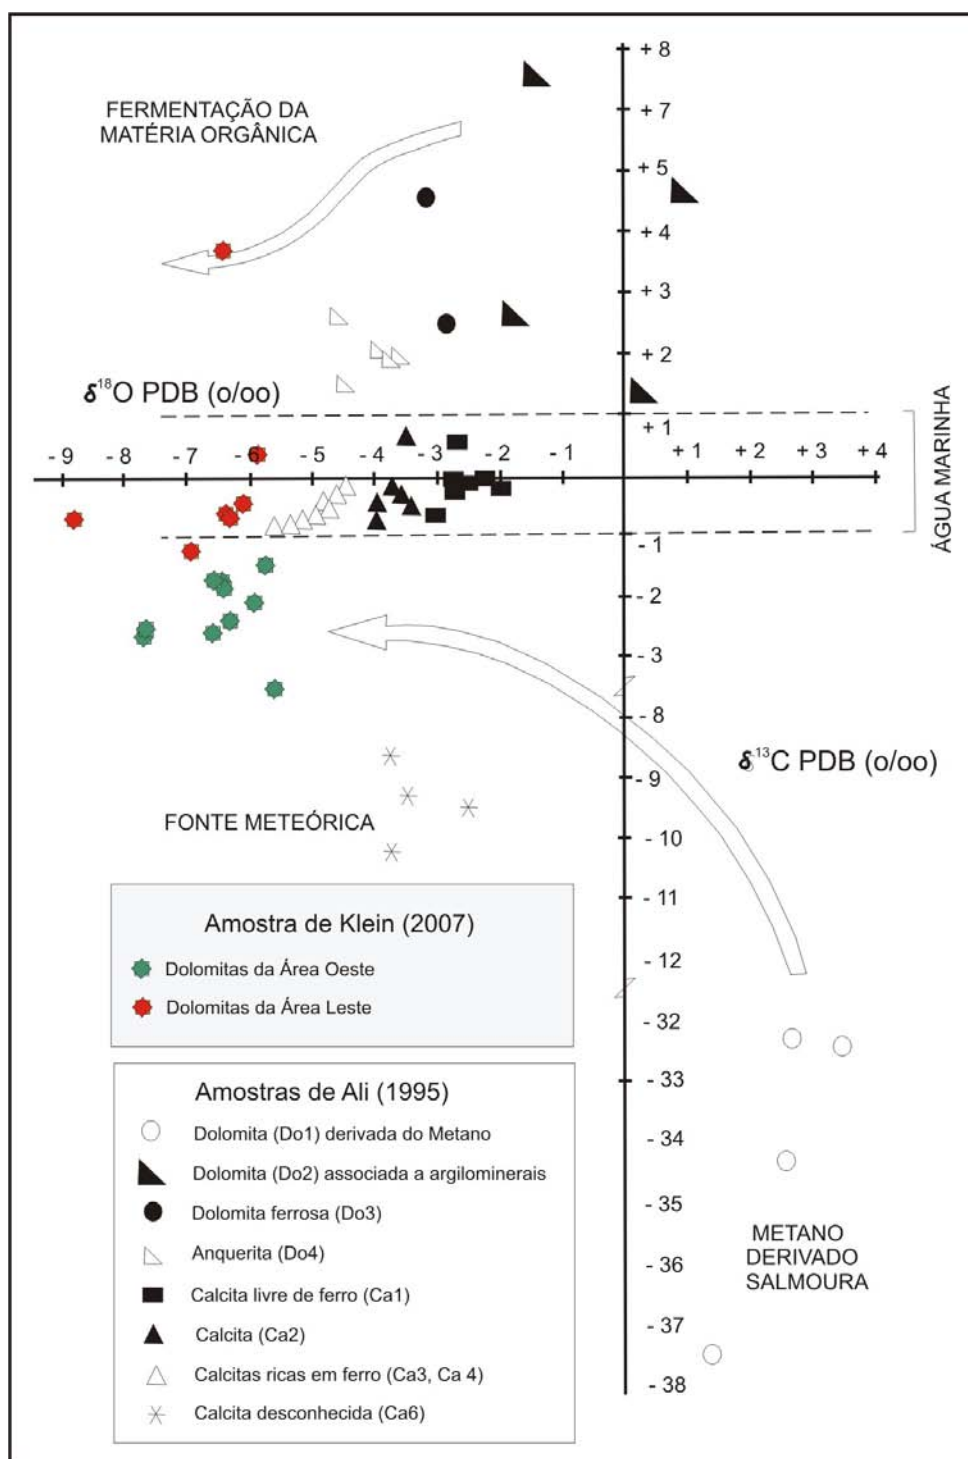 + 8
FERMENTAÇÃO DA
MATÉRIA ORGÂNICA
+ 7
+ 5
+ 4
+ 3
+ 2
δ18O PDB (o/oo)
+ 1
- 9 - 8 - 7 - 6 - 5 - 4 - 3 - 2 -1 + 1 + 2 + 3 + 4
ÁGUA MARINHA
- 1
- 2
- 3
- 8
δ13C PDB (o/oo)
- 9
FONTE METEÓRICA
- 10
- 11
- 12
- 32
- 33
- 34
- 35
- 36
- 37
- 38
METANO
DERIVADO
SALMOURA
Amostra de Klein (2007)
Dolomitas da Área Oeste
Dolomitas da Área Leste
Amostras de Ali (1995)
Dolomita (Do1) derivada do Metano
Dolomita (Do2) associada a argilominerais
Dolomita ferrosa (Do3)
Anquerita (Do4)
Calcita livre de ferro (Ca1)
Calcita (Ca2)
Calcitas ricas em ferro (Ca3, Ca 4)
Calcita desconhecida (Ca6)